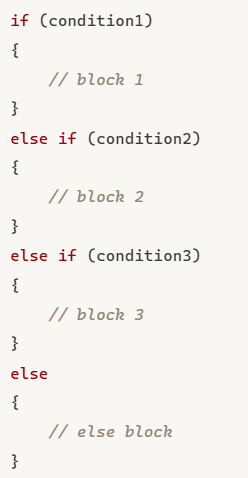 if (condition1)
{
    // block 1
}
else if (condition2)
{
    // block 2
}
else if (condition3)
{
    // block 3
}
else
{
    // else block
}